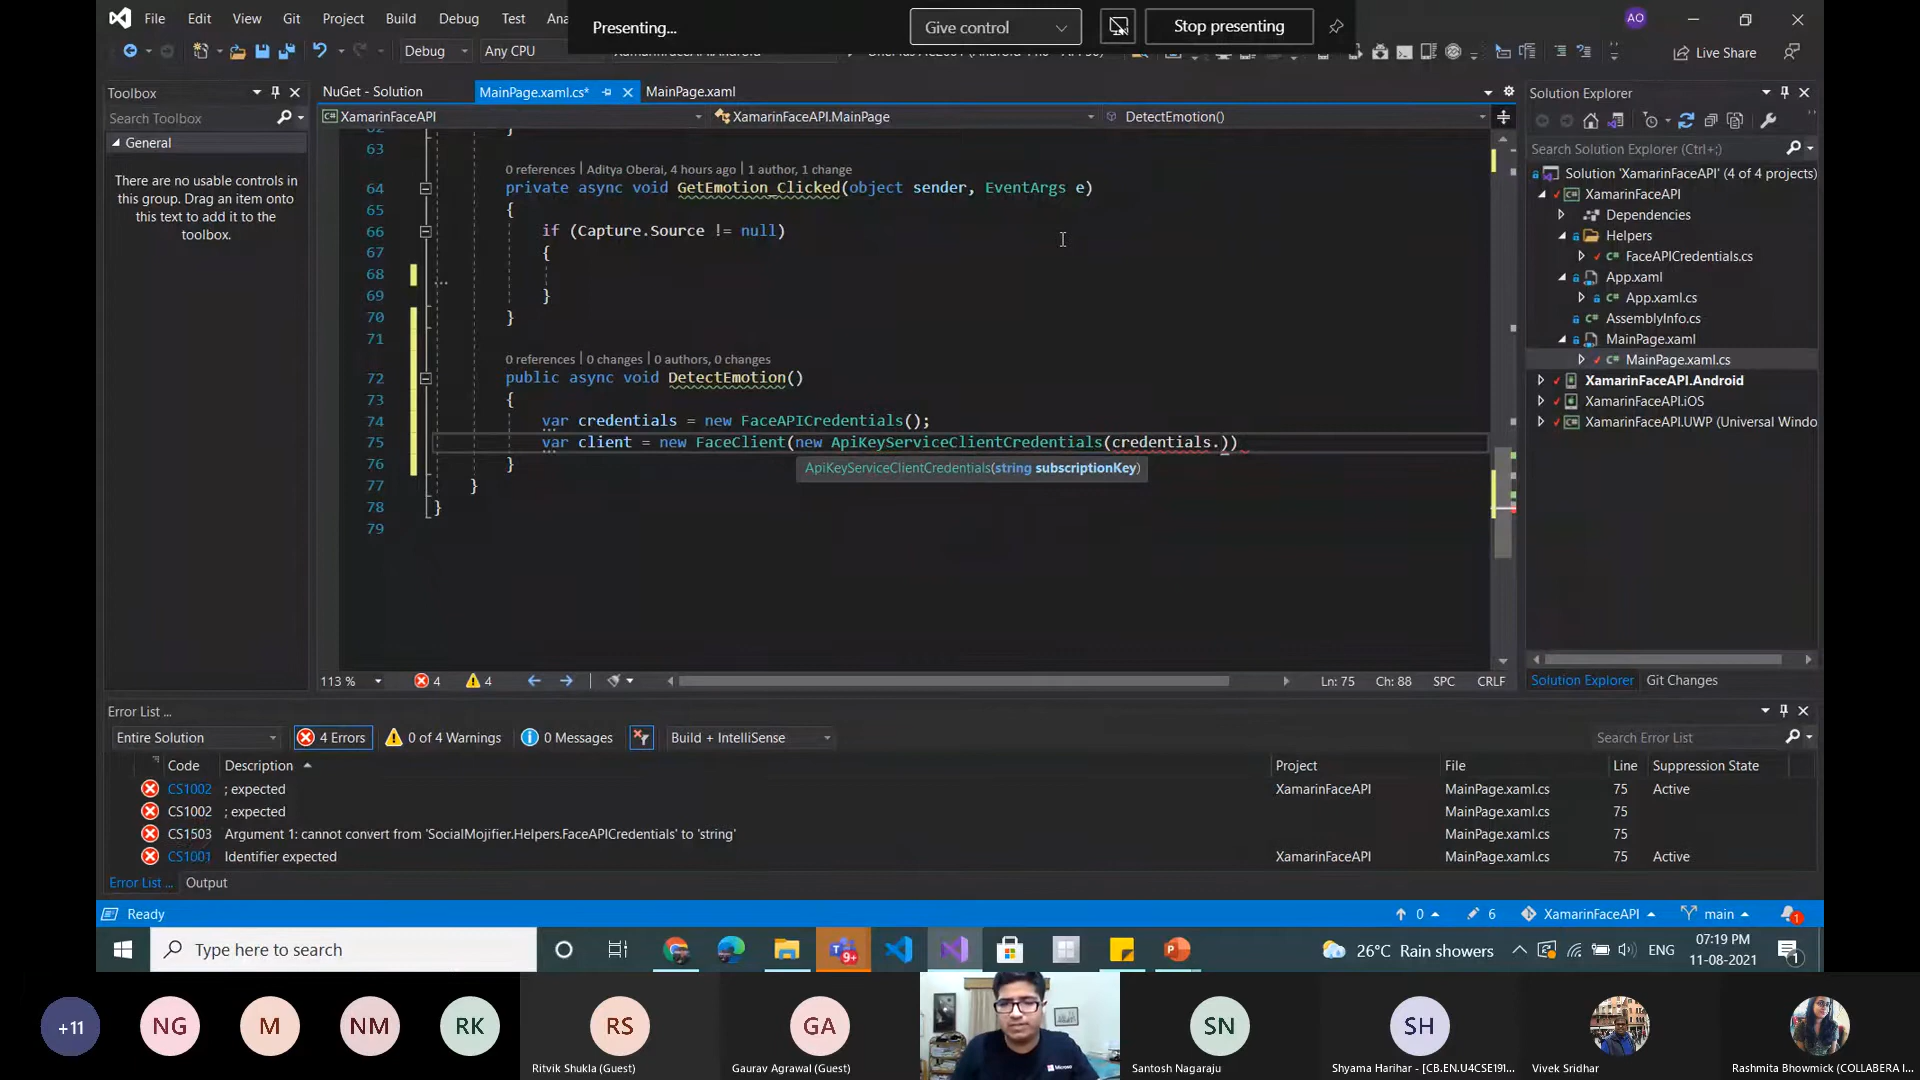 File Edit View Git Project Build Debug Test
Presenting...
Give control
Stop presenting
AO
Debug
Any CPU
Live Share
Toolbox
Search Toolbox
General
There are no usable controls in
this group. Drag an item onto
this text to add it to the
toolbox.
NuGet - Solution
MainPage.xaml.cs*
MainPage.xaml
XamarinFaceAPI
XamarinFaceAPI.MainPage
DetectEmotion()
63
0 references | Aditya Oberai, 4 hours ago | 1 author, 1 change
64 private async void GetEmotion_Clicked(object sender, EventArgs e)
65 {
66 if (Capture.Source != null)
67 {
68
69 }
70 }
71
0 references | 0 changes | 0 authors, 0 changes
72 public async void DetectEmotion()
73 {
74 var credentials = new FaceAPICredentials();
75 var client = new FaceClient(new ApiKeyServiceClientCredentials(credentials.))
ApiKeyServiceClientCredentials(string subscriptionKey)
76 }
77 }
78 }
79
113 %
4
4
Ln: 75 Ch: 88 SPC CRLF
Solution Explorer
Search Solution Explorer (Ctrl+;)
Solution 'XamarinFaceAPI' (4 of 4 projects)
XamarinFaceAPI
Dependencies
Helpers
FaceAPICredentials.cs
App.xaml
App.xaml.cs
AssemblyInfo.cs
MainPage.xaml
MainPage.xaml.cs
XamarinFaceAPI.Android
XamarinFaceAPI.iOS
XamarinFaceAPI.UWP (Universal Windo
Solution Explorer Git Changes
Error List ...
Entire Solution
4 Errors
0 of 4 Warnings
0 Messages
Build + IntelliSense
Search Error List
Code Description Project File Line Suppression State
CS1002 ; expected XamarinFaceAPI MainPage.xaml.cs 75 Active
CS1002 ; expected MainPage.xaml.cs 75
CS1503 Argument 1: cannot convert from 'SocialMojifier.Helpers.FaceAPICredentials' to 'string' MainPage.xaml.cs 75
CS1001 Identifier expected XamarinFaceAPI MainPage.xaml.cs 75 Active
Error List ... Output
Ready
0
6
XamarinFaceAPI
main
1
Type here to search
9+
26°C Rain showers
ENG
07:19 PM
11-08-2021
1
+11
NG
M
NM
RK
RS
Ritvik Shukla (Guest)
GA
Gaurav Agrawal (Guest)
Microsoft
SN
Santosh Nagaraju
SH
Shyama Harihar - [CB.EN.U4CSE19I...
Vivek Sridhar
Rashmita Bhowmick (COLLABERA I...